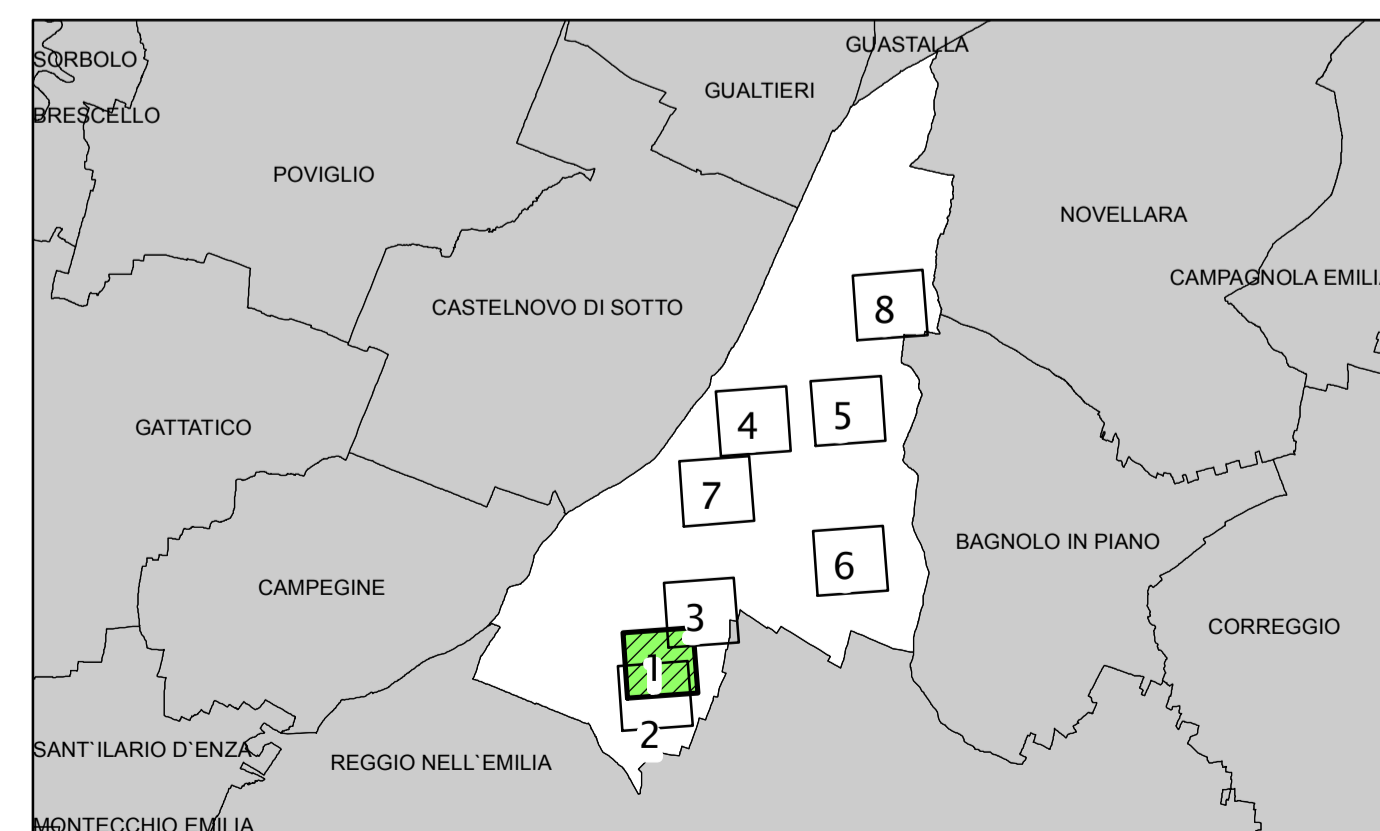 GUASTALLA
SORBOLO
GUALTIERI
BRESCELLO
POVIGLIO
NOVELLARA
CAMPAGNOLA EMILI
CASTELNOVO DI SOTTO
8
5
4
GATTATICO
7
BAGNOLO IN PIANO
6
CAMPEGINE
3
CORREGGIO
1
2
SANT`ILARIO D`ENZA
REGGIO NELL`EMILIA
MONTECCHIO EMILIA